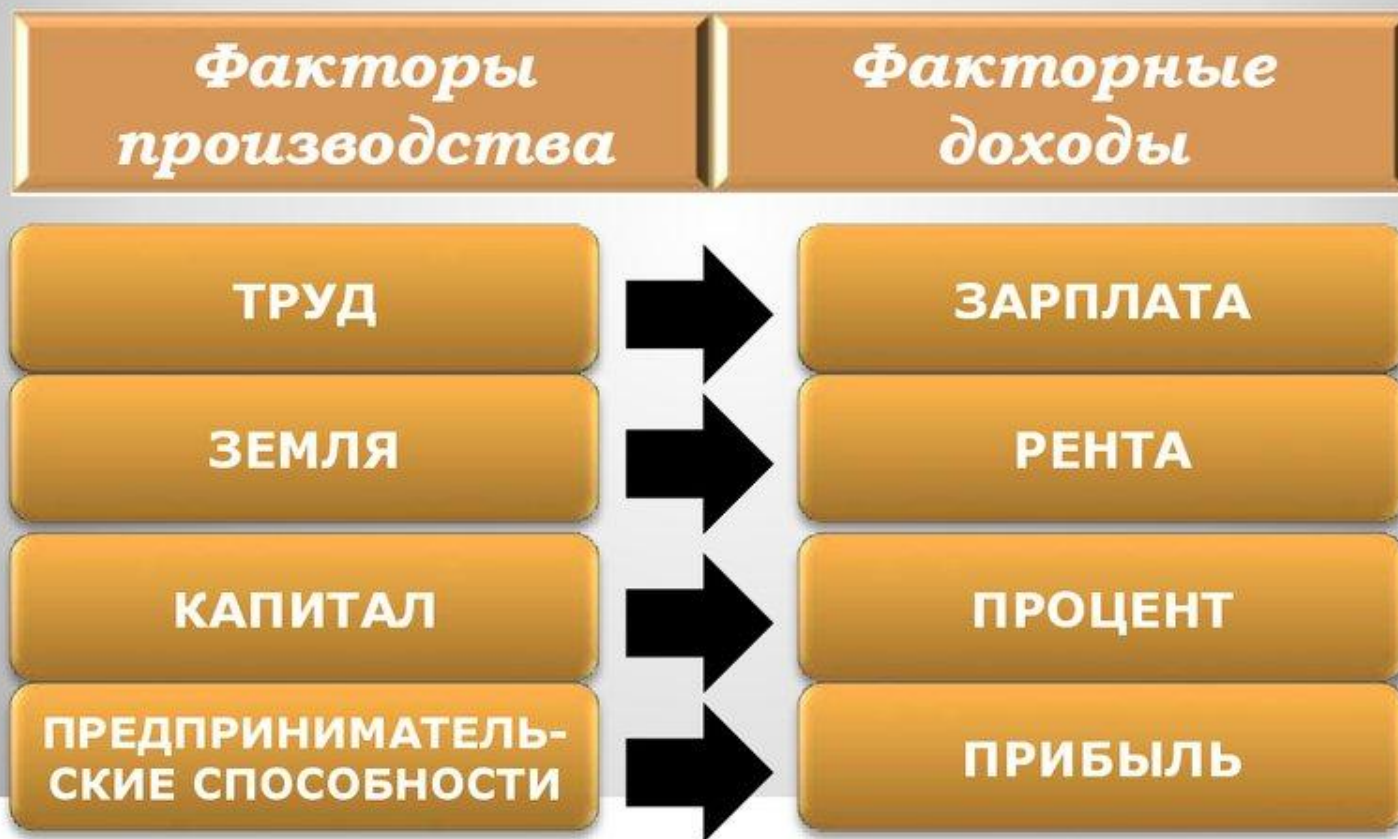 Факторы
производства
Факторные
доходы
ТРУД
ЗАРПЛАТА
ЗЕМЛЯ
РЕНТА
КАПИТАЛ
ПРОЦЕНТ
ПРЕДПРИНИМАТЕЛЬ-
СКИЕ СПОСОБНОСТИ
ПРИБЫЛЬ